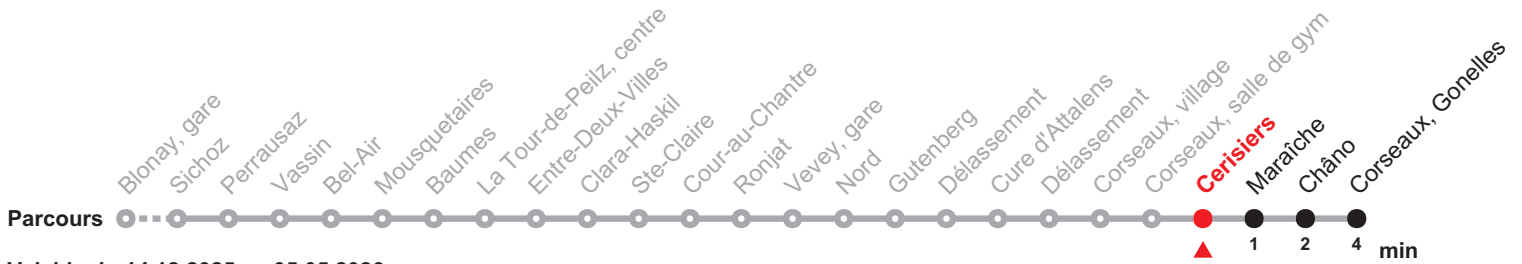 Blonay, gare
Sichoz
Perrausaz
Vassin
Bel-Air
Mousquetaires
Baumes
La Tour-de-Peilz, centre
Entre-Deux-Villes
Clara-Haskil
Ste-Claire
Cour-au-Chantre
Ronjat
Vevey, gare
Nord
Gutenberg
Délassement
Cure d'Attalens
Délassement
Corseaux, village
Corseaux, salle de gym
Cerisiers
Maraîche
Châno
Corseaux, Gonelles
Parcours
1 2 4 min